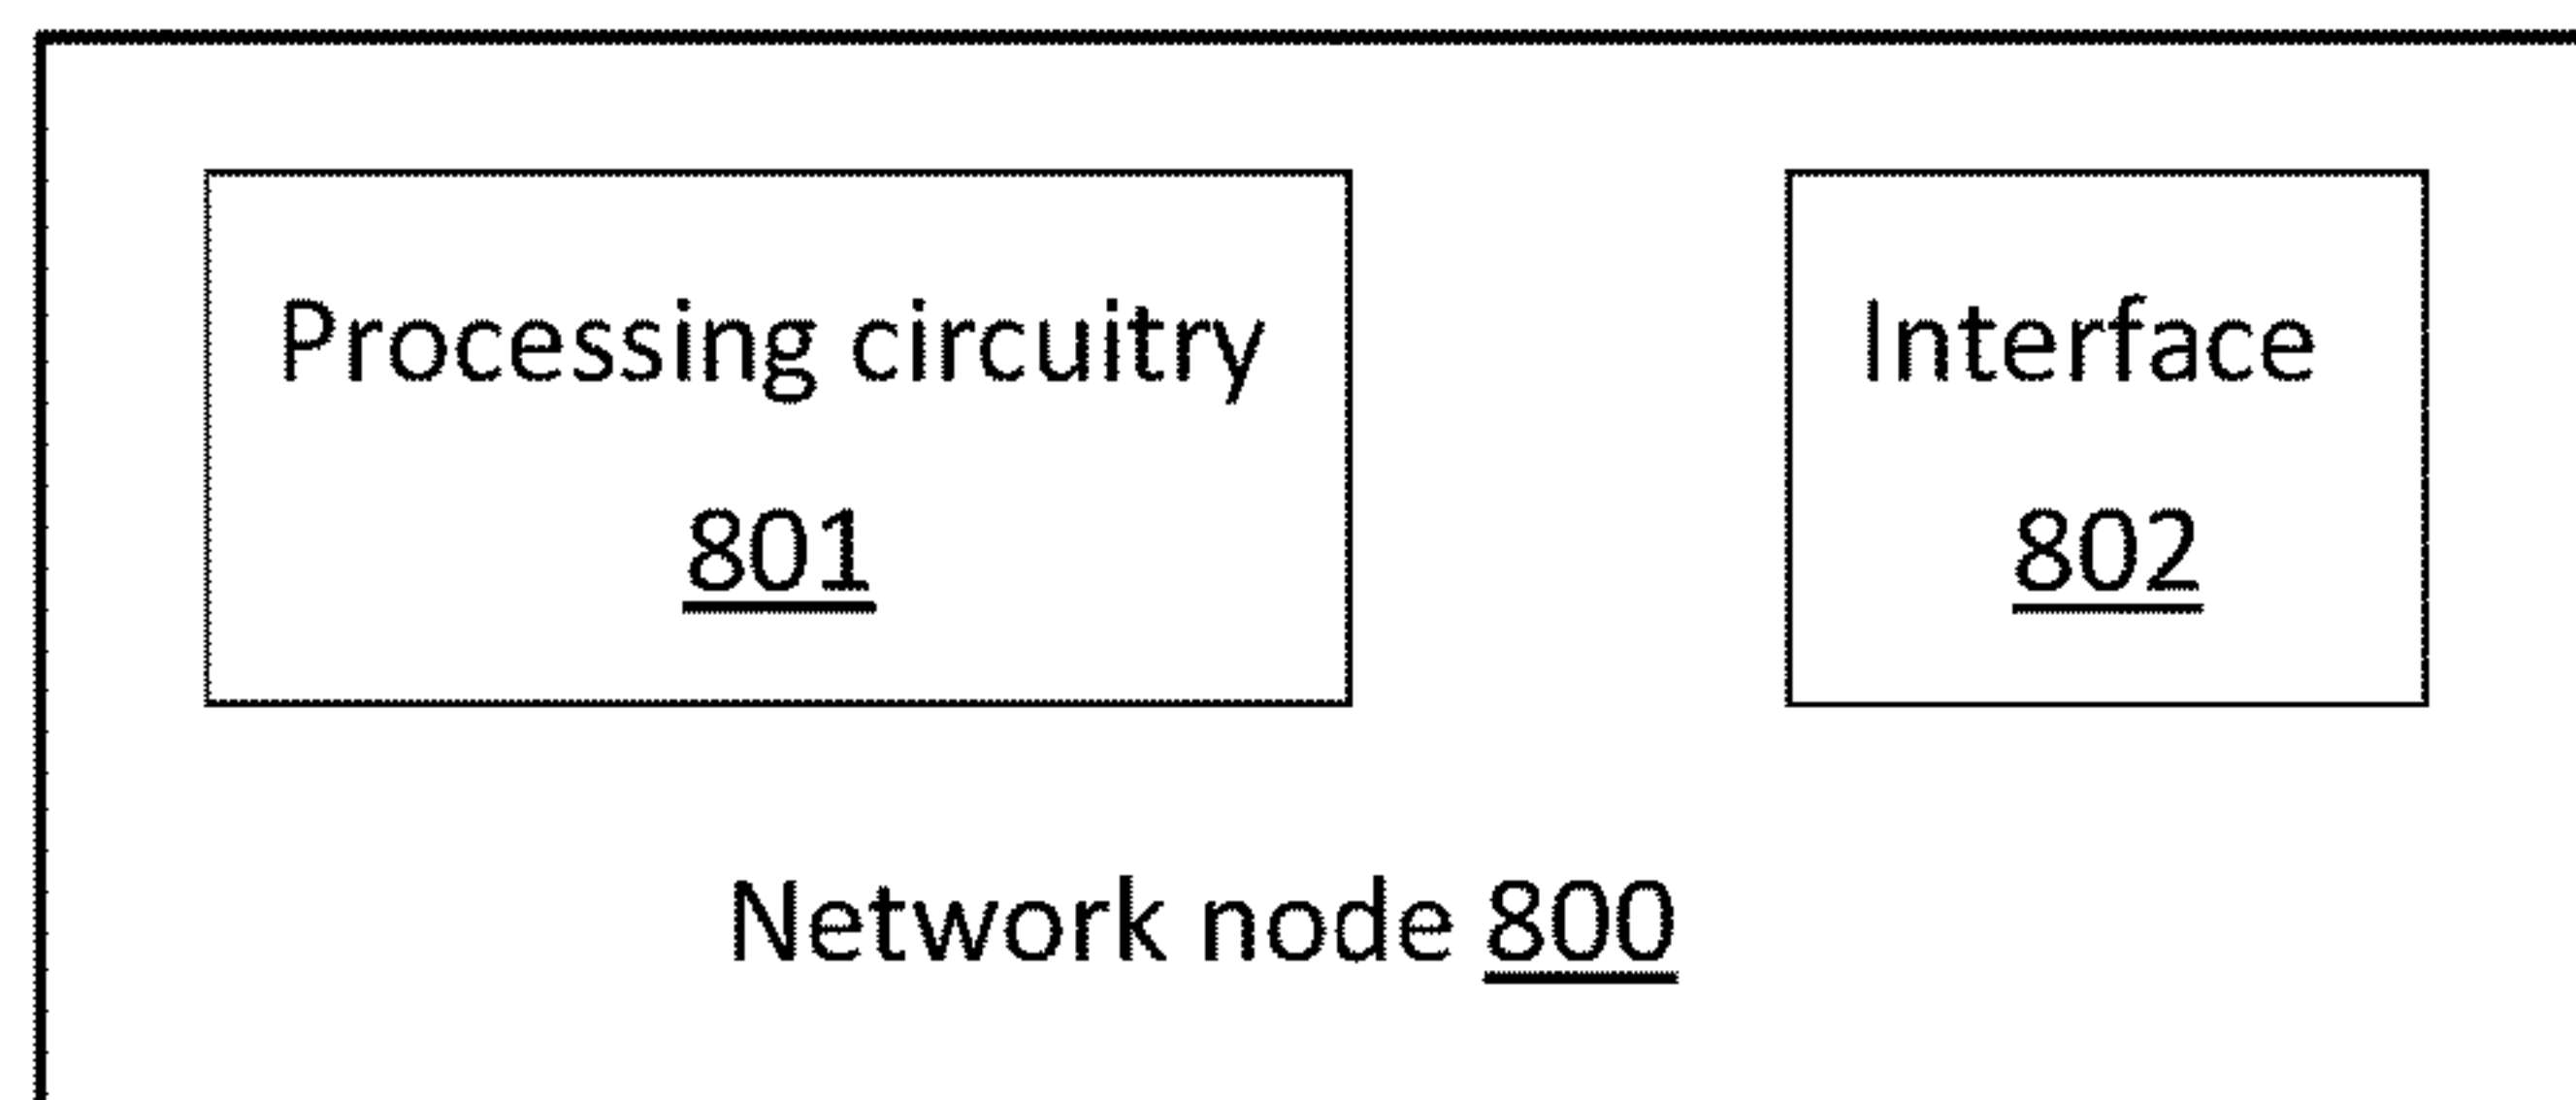 Processing circuitry
801
Interface
802
Network node 800